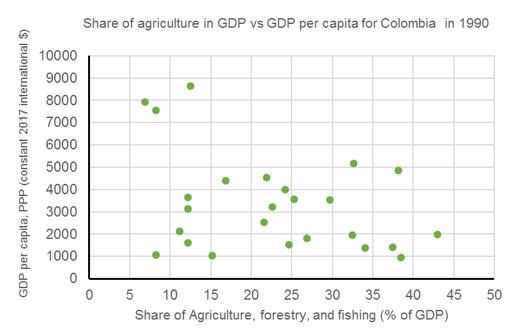 Share of agriculture in GDP vs GDP per capita for Colombia in 1990
GDP per capita, PPP (constant 2017 international $)
10000
9000
8000
7000
6000
5000
4000
3000
2000
1000
0
0 5 10 15 20 25 30 35 40 45 50
Share of Agriculture, forestry, and fishing (% of GDP)